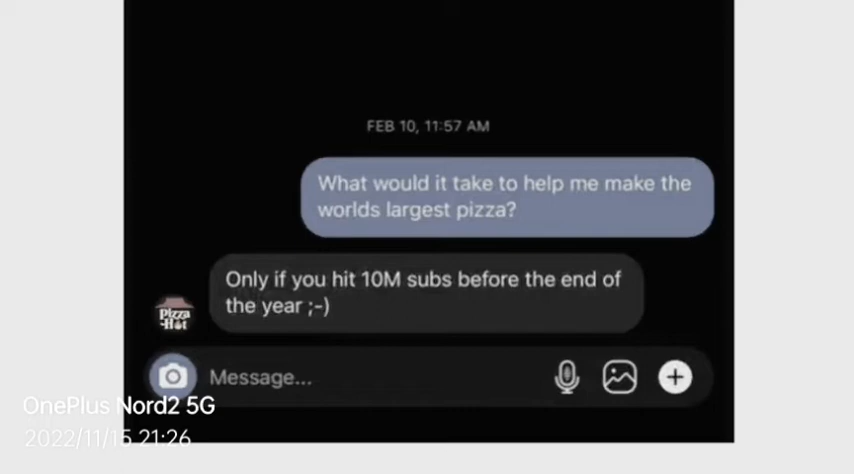 FEB 10, 11:57 AM
What would it take to help me make the
worlds largest pizza?
Only if you hit 10M subs before the end of
the year ;-)
Pizza
-Hut
Message...
OnePlus Nord2 5G
2022/11/15 21:26